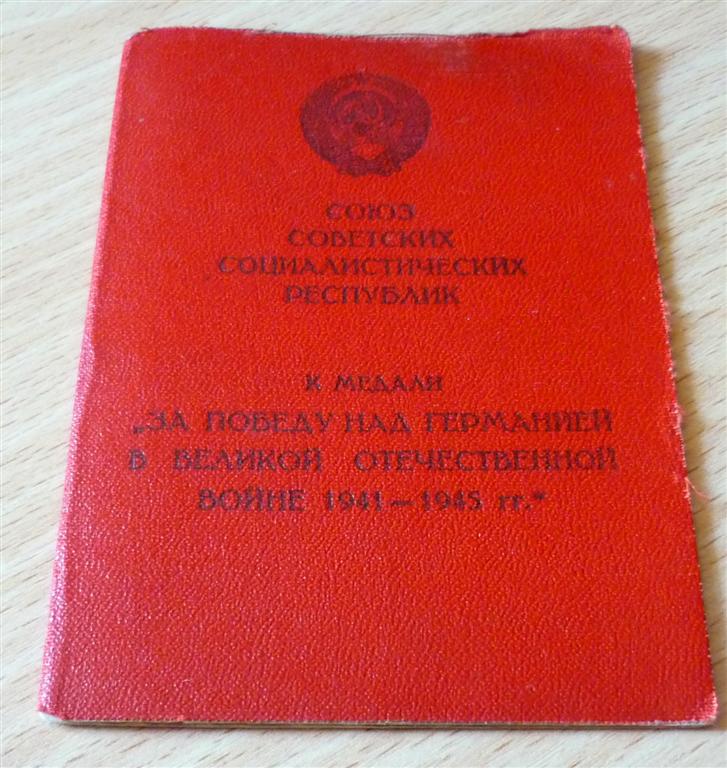 СОЮЗ
СОВЕТСКИХ
СОЦИАЛИСТИЧЕСКИХ
РЕСПУБЛИК
К МЕДАЛИ
„ЗА ПОБЕДУ НАД ГЕРМАНИЕЙ
В ВЕЛИКОЙ ОТЕЧЕСТВЕННОЙ
ВОЙНЕ 1941—1945 гг.“